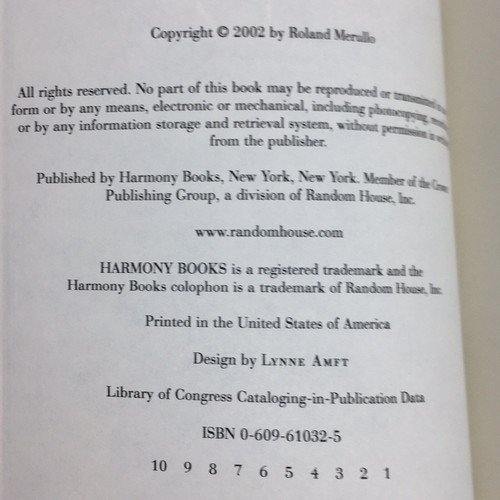 Copyright © 2002 by Roland Merullo
All rights reserved. No part of this book may be reproduced or transmitted
form or by any means, electronic or mechanical, including photocopying,
or by any information storage and retrieval system, without permission in
from the publisher.
Published by Harmony Books, New York, New York. Member of the
Publishing Group, a division of Random House, Inc.
www.randomhouse.com
HARMONY BOOKS is a registered trademark and the
Harmony Books colophon is a trademark of Random House, Inc.
Printed in the United States of America
Design by LYNNE AMFT
Library of Congress Cataloging-in-Publication Data
ISBN 0-609-61032-5
10 9 8 7 6 5 4 3 2 1